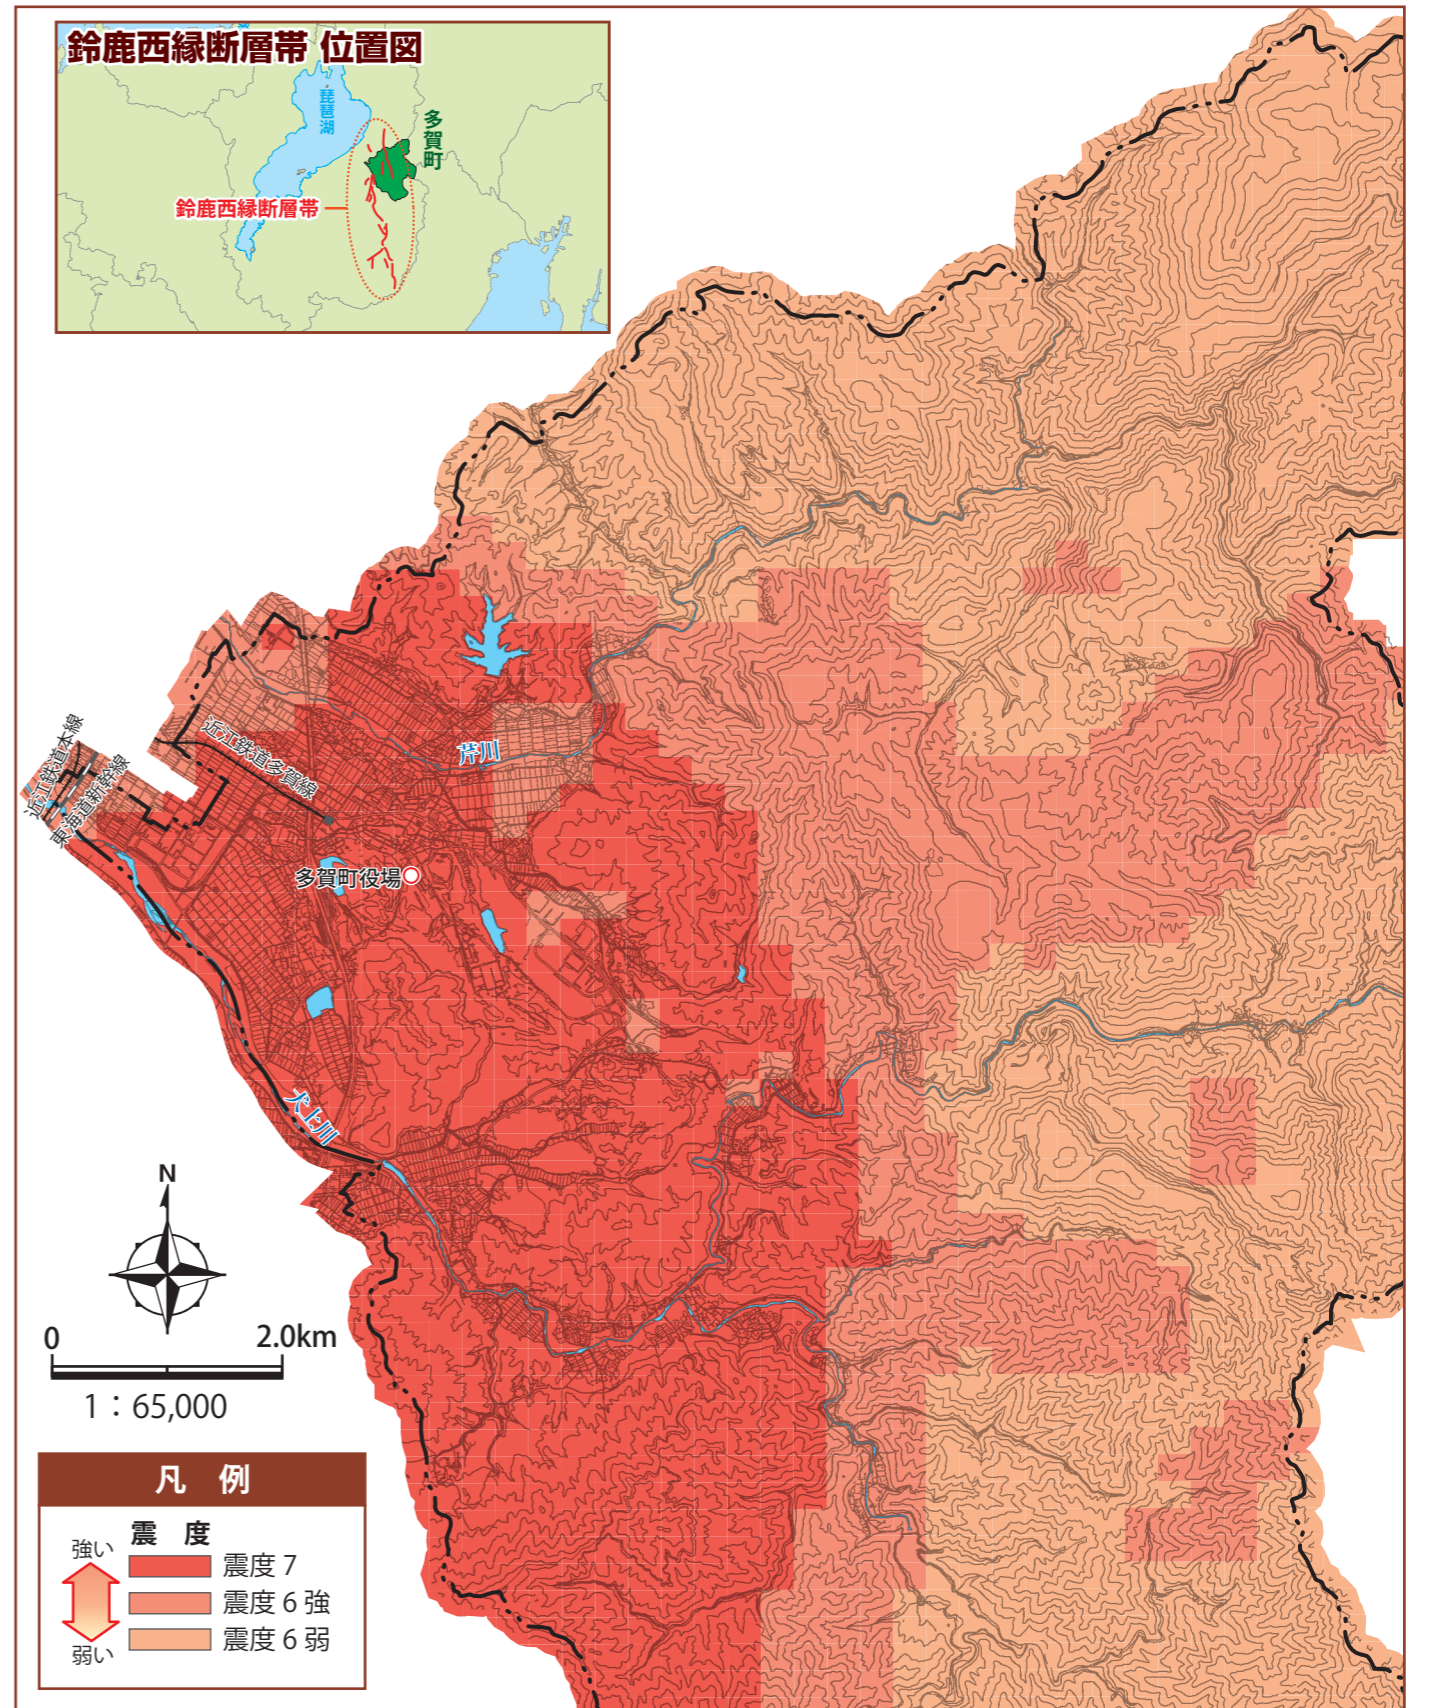 鈴鹿西縁断層帯 位置図
琵琶湖
多賀町
鈴鹿西縁断層帯
近江鉄道本線
東海道新幹線
近江鉄道多賀線
芹川
多賀町役場
犬上川
N
0 2.0km
1：65,000
凡 例
震 度
強い
震度7
震度6強
震度6弱
弱い